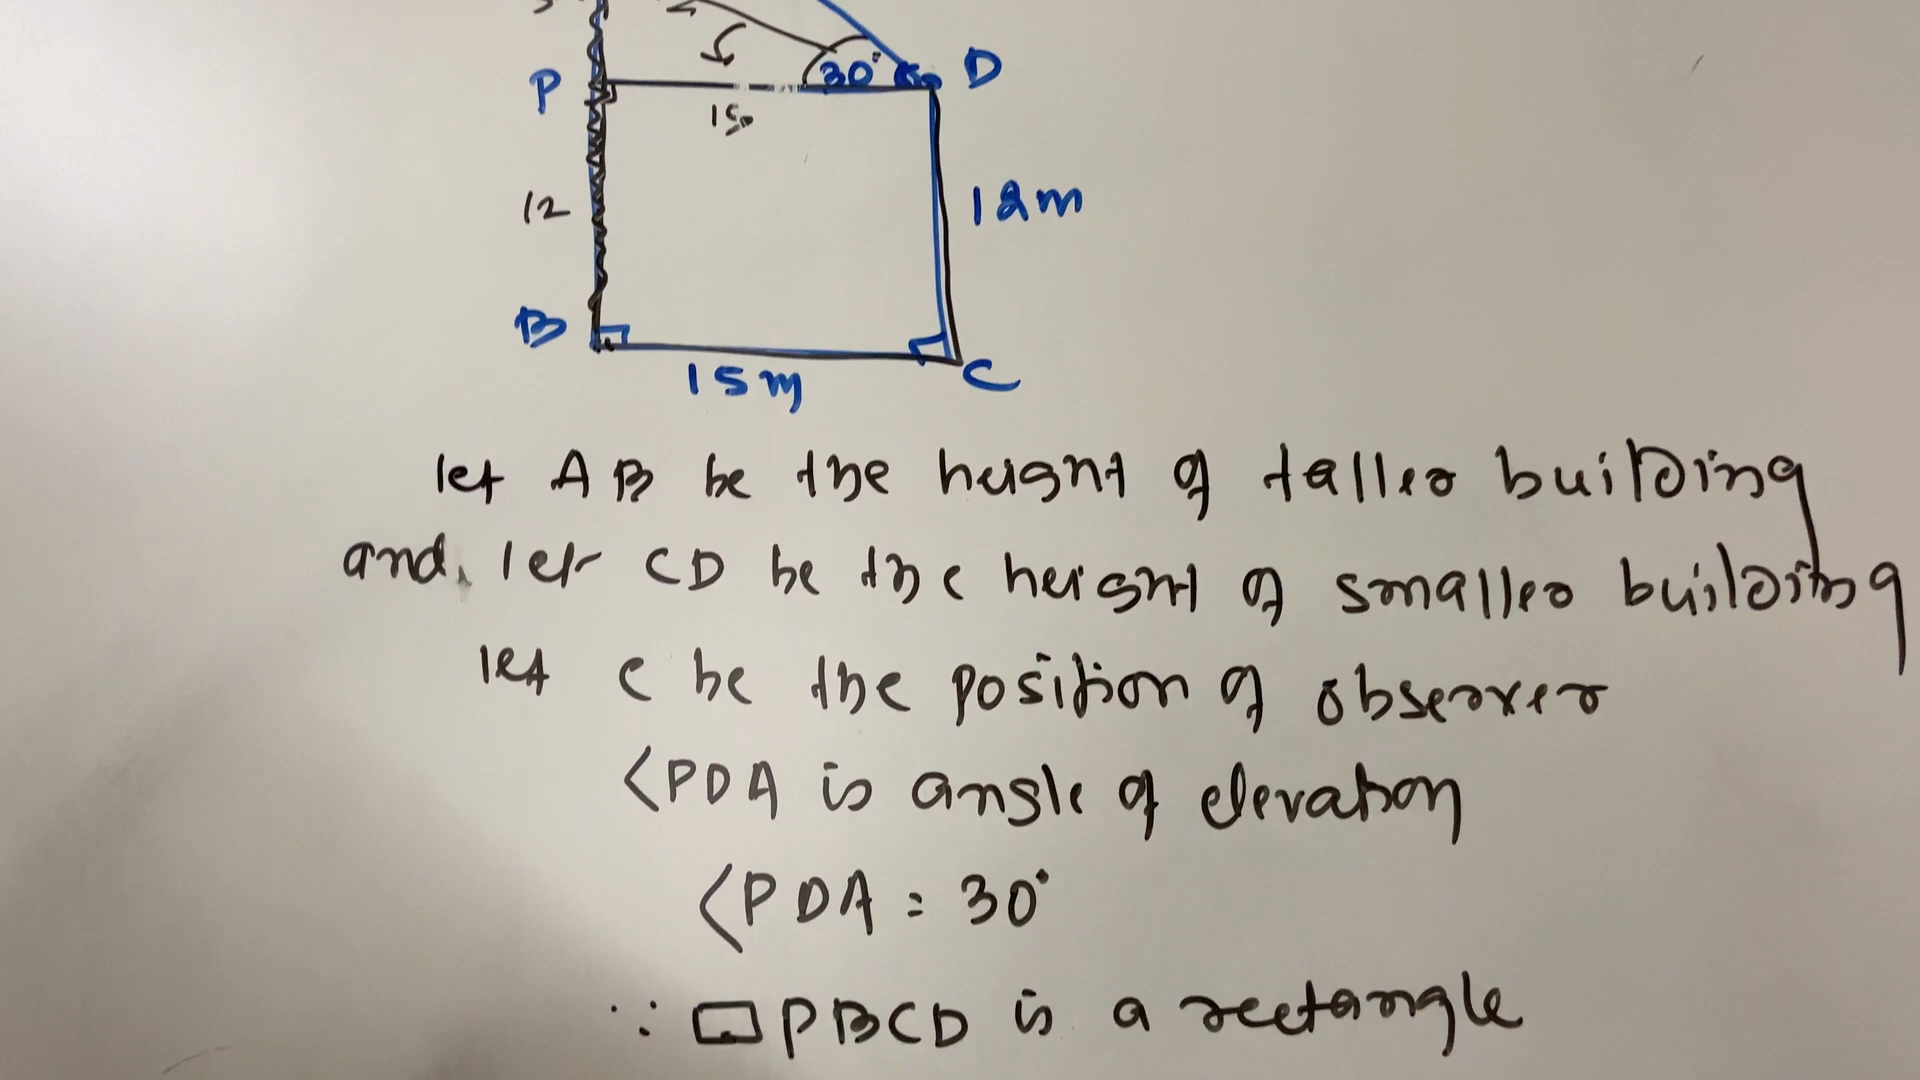 P
30°
D
15
12
12m
B
15m
C
let AB be the height of taller building
and, let CD be the height of smaller building
let C be the position of observer
<PDA is angle of elevation
<PDA = 30°
∵ □PBCD is a rectangle